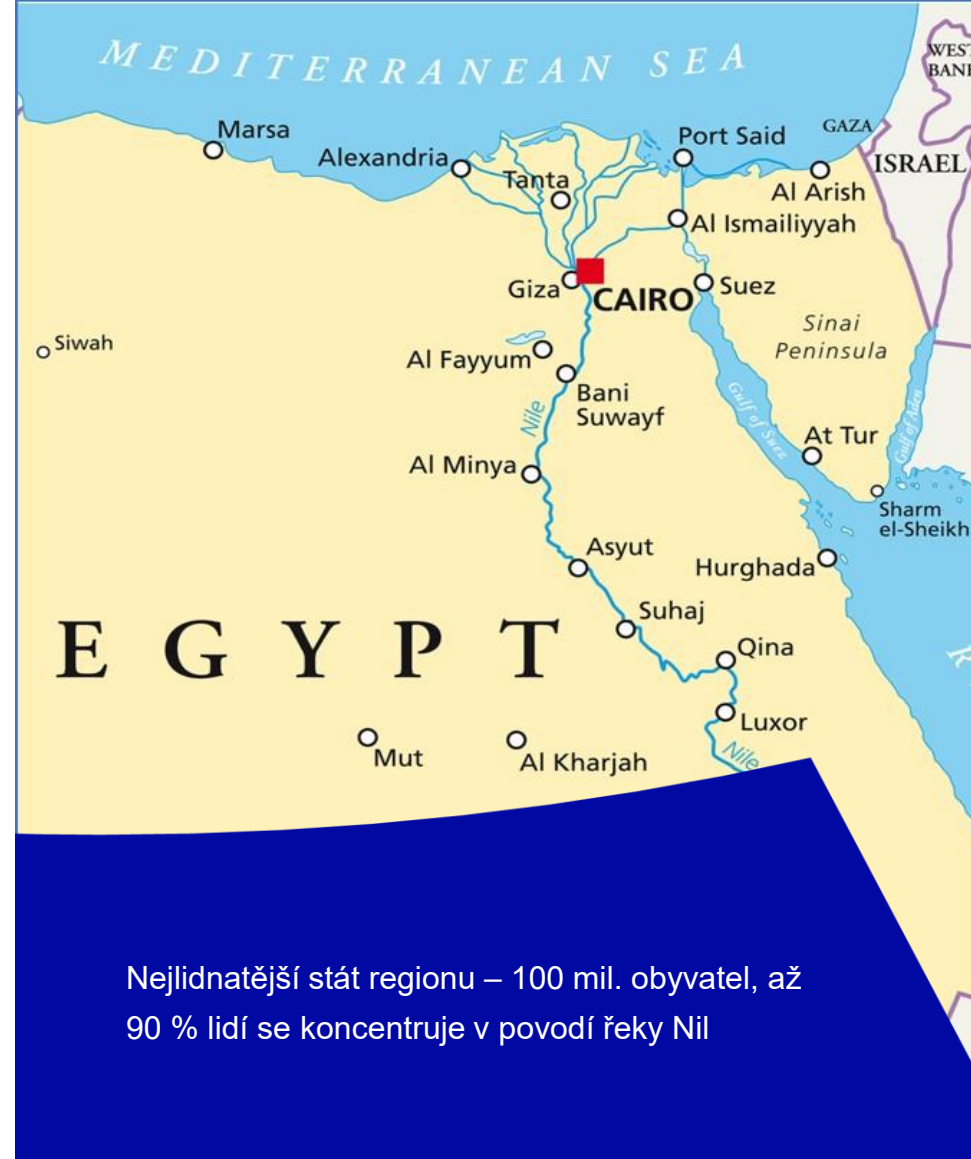 MEDITERRANEAN SEA
WEST
BANK
Marsa
Alexandria
Tanta
Port Said
GAZA
ISRAEL
Al Arish
Al Ismailiyyah
Giza
CAIRO
Suez
Siwah
Sinai
Peninsula
Al Fayyum
Bani
Suwayf
Nile
Gulf of Suez
Gulf of Aden
At Tur
Al Minya
Sharm
el-Sheikh
Asyut
Hurghada
Suhaj
EGYPT
Qina
Luxor
Mut
Al Kharjah
Nile
Nejlidnatější stát regionu – 100 mil. obyvatel, až
90 % lidí se koncentruje v povodí řeky Nil